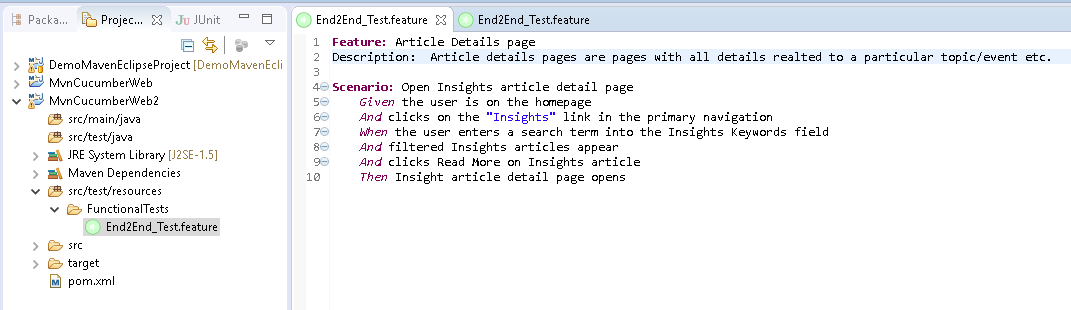 Packa...
Projec...
JUnit
DemoMavenEclipseProject [DemoMavenEcli
MvnCucumberWeb
MvnCucumberWeb2
src/main/java
src/test/java
JRE System Library [J2SE-1.5]
Maven Dependencies
src/test/resources
FunctionalTests
End2End_Test.feature
src
target
pom.xml
End2End_Test.feature
End2End_Test.feature
1 Feature: Article Details page
2 Description:  Article details pages are pages with all details realted to a particular topic/event etc.
3
4 Scenario: Open Insights article detail page
5 Given the user is on the homepage
6 And clicks on the "Insights" link in the primary navigation
7 When the user enters a search term into the Insights Keywords field
8 And filtered Insights articles appear
9 And clicks Read More on Insights article
10 Then Insight article detail page opens